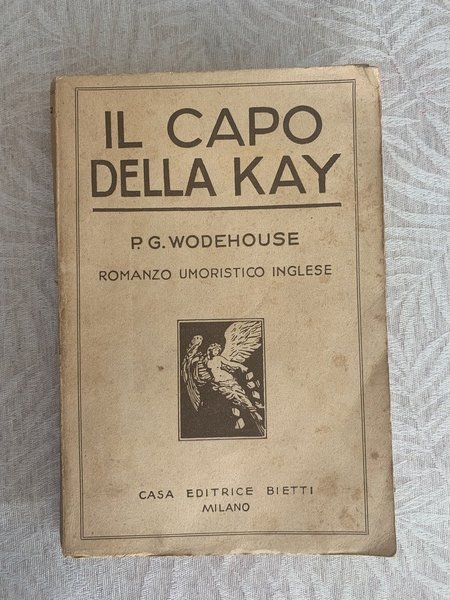 IL CAPO
DELLA KAY
P. G. WODEHOUSE
ROMANZO UMORISTICO INGLESE
CASA EDITRICE BIETTI
MILANO